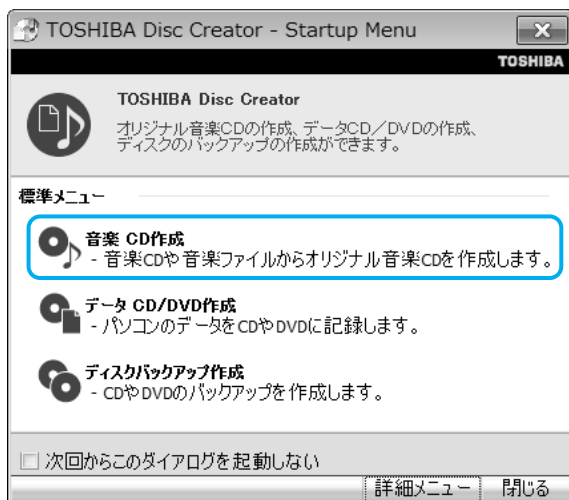 TOSHIBA Disc Creator - Startup Menu
TOSHIBA
TOSHIBA Disc Creator
オリジナル音楽CDの作成、データCD／DVDの作成、
ディスクのバックアップの作成ができます。
標準メニュー
音楽 CD作成
- 音楽CDや音楽ファイルからオリジナル音楽CDを作成します。
データ CD/DVD作成
- パソコンのデータをCDやDVDに記録します。
ディスクバックアップ作成
- CDやDVDのバックアップを作成します。
次回からこのダイアログを起動しない
詳細メニュー 閉じる